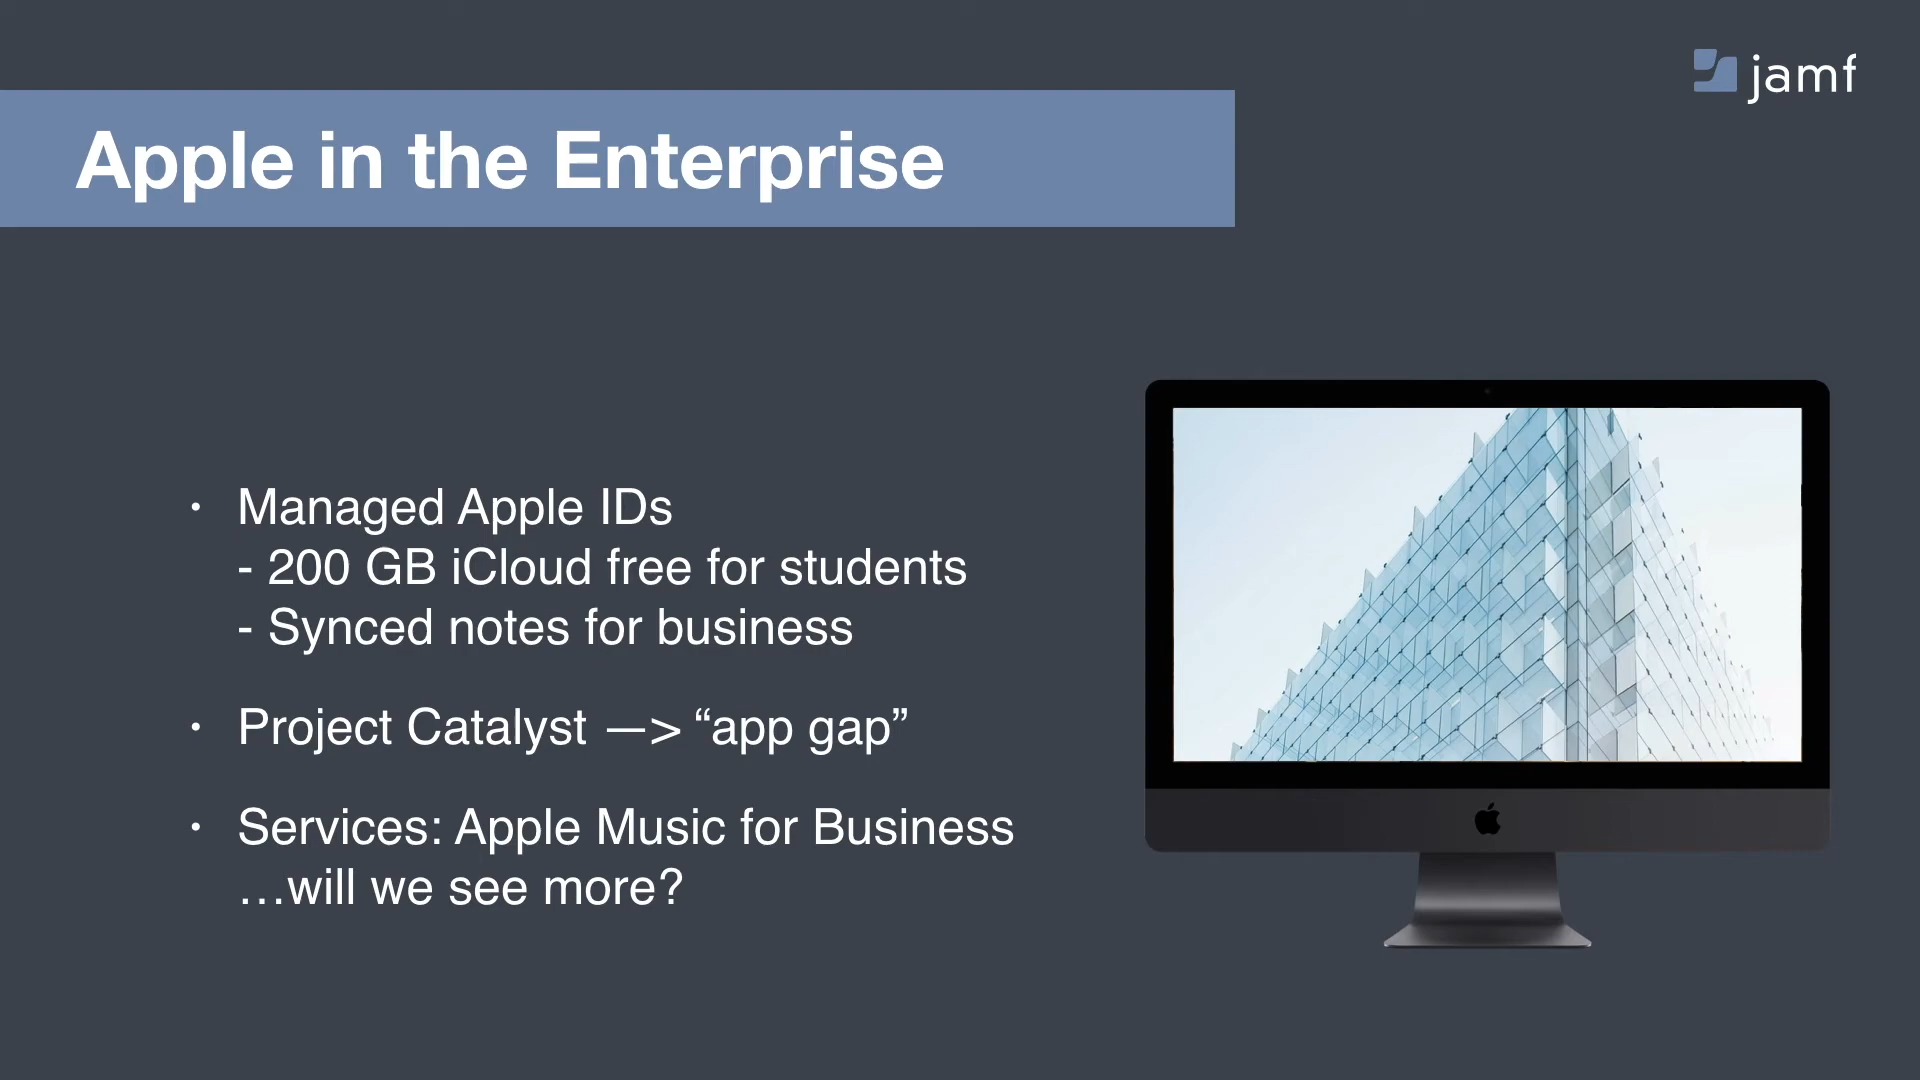 jamf
Apple in the Enterprise
• Managed Apple IDs
- 200 GB iCloud free for students
- Synced notes for business
• Project Catalyst —> “app gap”
• Services: Apple Music for Business
…will we see more?